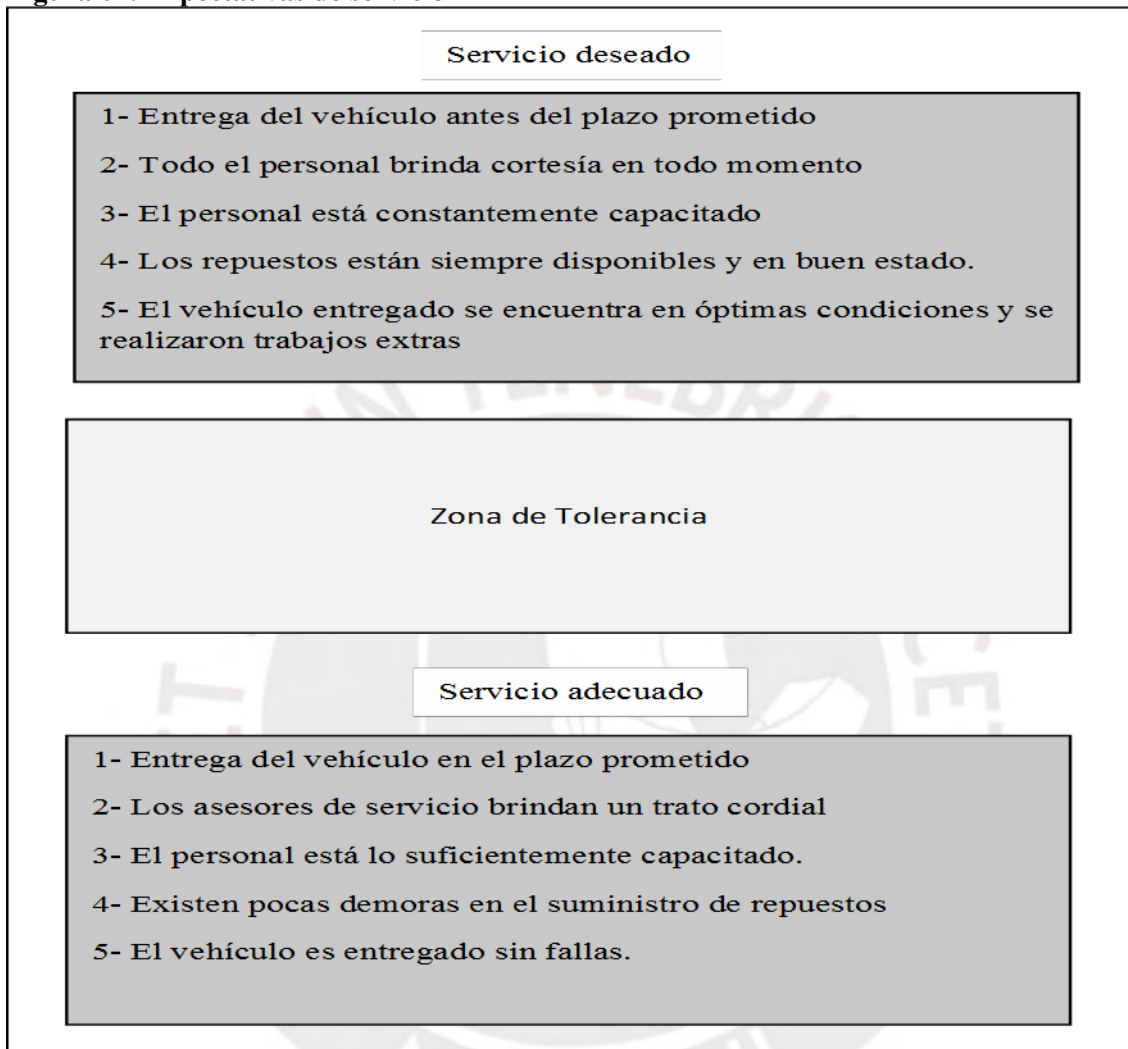 Servicio deseado
1- Entrega del vehículo antes del plazo prometido
2- Todo el personal brinda cortesía en todo momento
3- El personal está constantemente capacitado
4- Los repuestos están siempre disponibles y en buen estado.
5- El vehículo entregado se encuentra en óptimas condiciones y se
realizaron trabajos extras
Zona de Tolerancia
Servicio adecuado
1- Entrega del vehículo en el plazo prometido
2- Los asesores de servicio brindan un trato cordial
3- El personal está lo suficientemente capacitado.
4- Existen pocas demoras en el suministro de repuestos
5- El vehículo es entregado sin fallas.